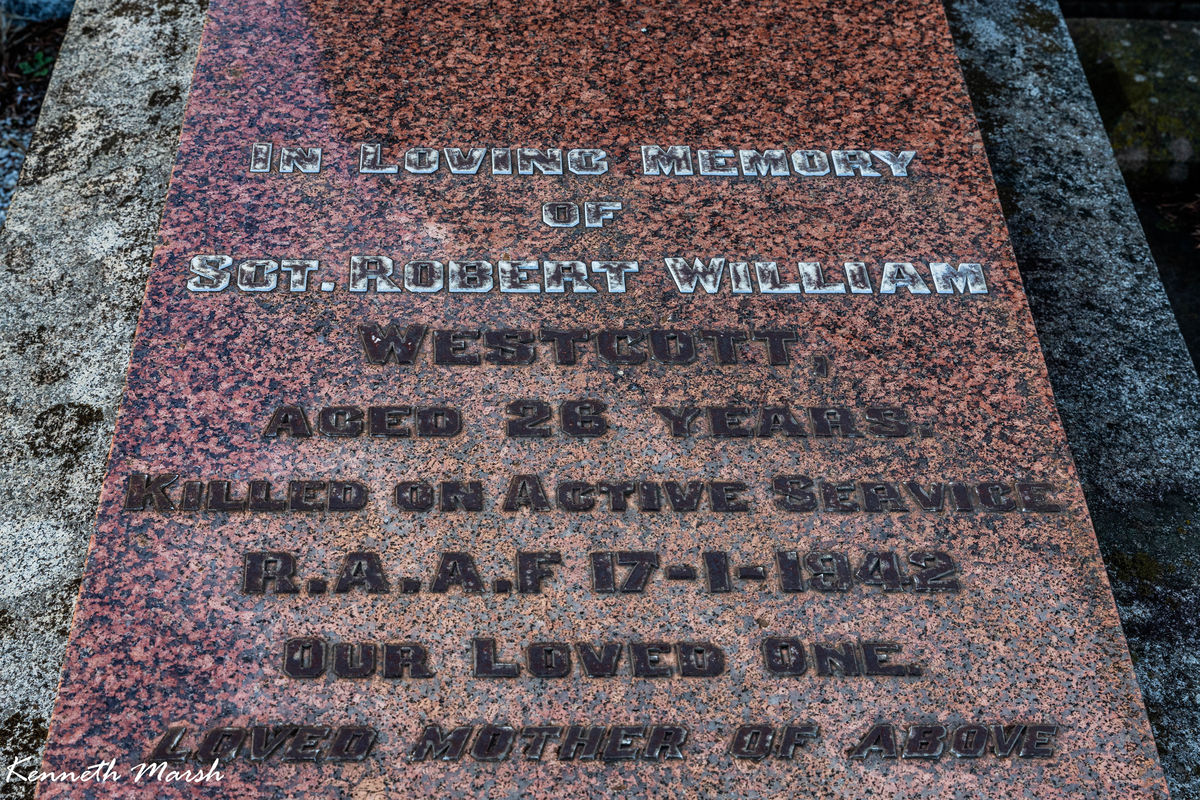 In Loving Memory
of
Sgt. Robert William
Westcott,
aged 26 years.
Killed on Active Service
R.A.A.F 17-1-1942
Our Loved One.
Loved Mother of Above
Kenneth Marsh